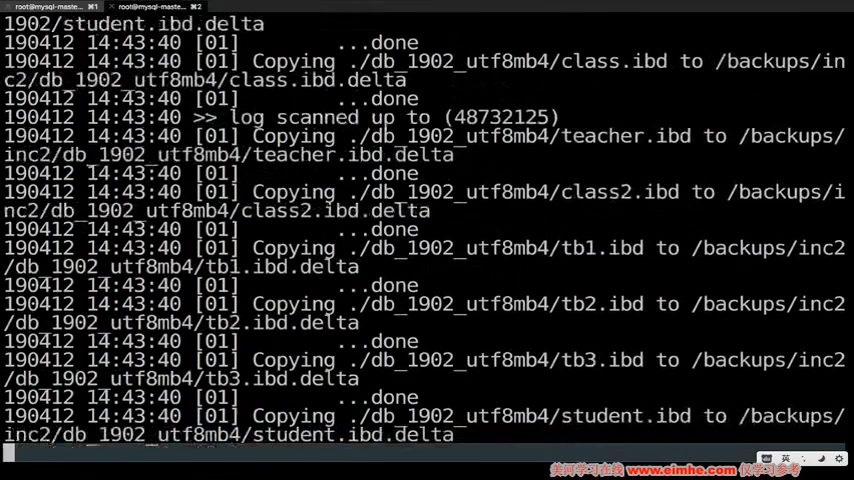 root@mysql-maste... ⌘1 root@mysql-maste... ⌘2
1902/student.ibd.delta
190412 14:43:40 [01]        ...done
190412 14:43:40 [01] Copying ./db_1902_utf8mb4/class.ibd to /backups/in
c2/db_1902_utf8mb4/class.ibd.delta
190412 14:43:40 [01]        ...done
190412 14:43:40 >> log scanned up to (48732125)
190412 14:43:40 [01] Copying ./db_1902_utf8mb4/teacher.ibd to /backups/
inc2/db_1902_utf8mb4/teacher.ibd.delta
190412 14:43:40 [01]        ...done
190412 14:43:40 [01] Copying ./db_1902_utf8mb4/class2.ibd to /backups/i
nc2/db_1902_utf8mb4/class2.ibd.delta
190412 14:43:40 [01]        ...done
190412 14:43:40 [01] Copying ./db_1902_utf8mb4/tb1.ibd to /backups/inc2
/db_1902_utf8mb4/tb1.ibd.delta
190412 14:43:40 [01]        ...done
190412 14:43:40 [01] Copying ./db_1902_utf8mb4/tb2.ibd to /backups/inc2
/db_1902_utf8mb4/tb2.ibd.delta
190412 14:43:40 [01]        ...done
190412 14:43:40 [01] Copying ./db_1902_utf8mb4/tb3.ibd to /backups/inc2
/db_1902_utf8mb4/tb3.ibd.delta
190412 14:43:40 [01]        ...done
190412 14:43:40 [01] Copying ./db_1902_utf8mb4/student.ibd to /backups/
inc2/db_1902_utf8mb4/student.ibd.delta
英
美河学习在线 www.eimhe.com 仅学习参考